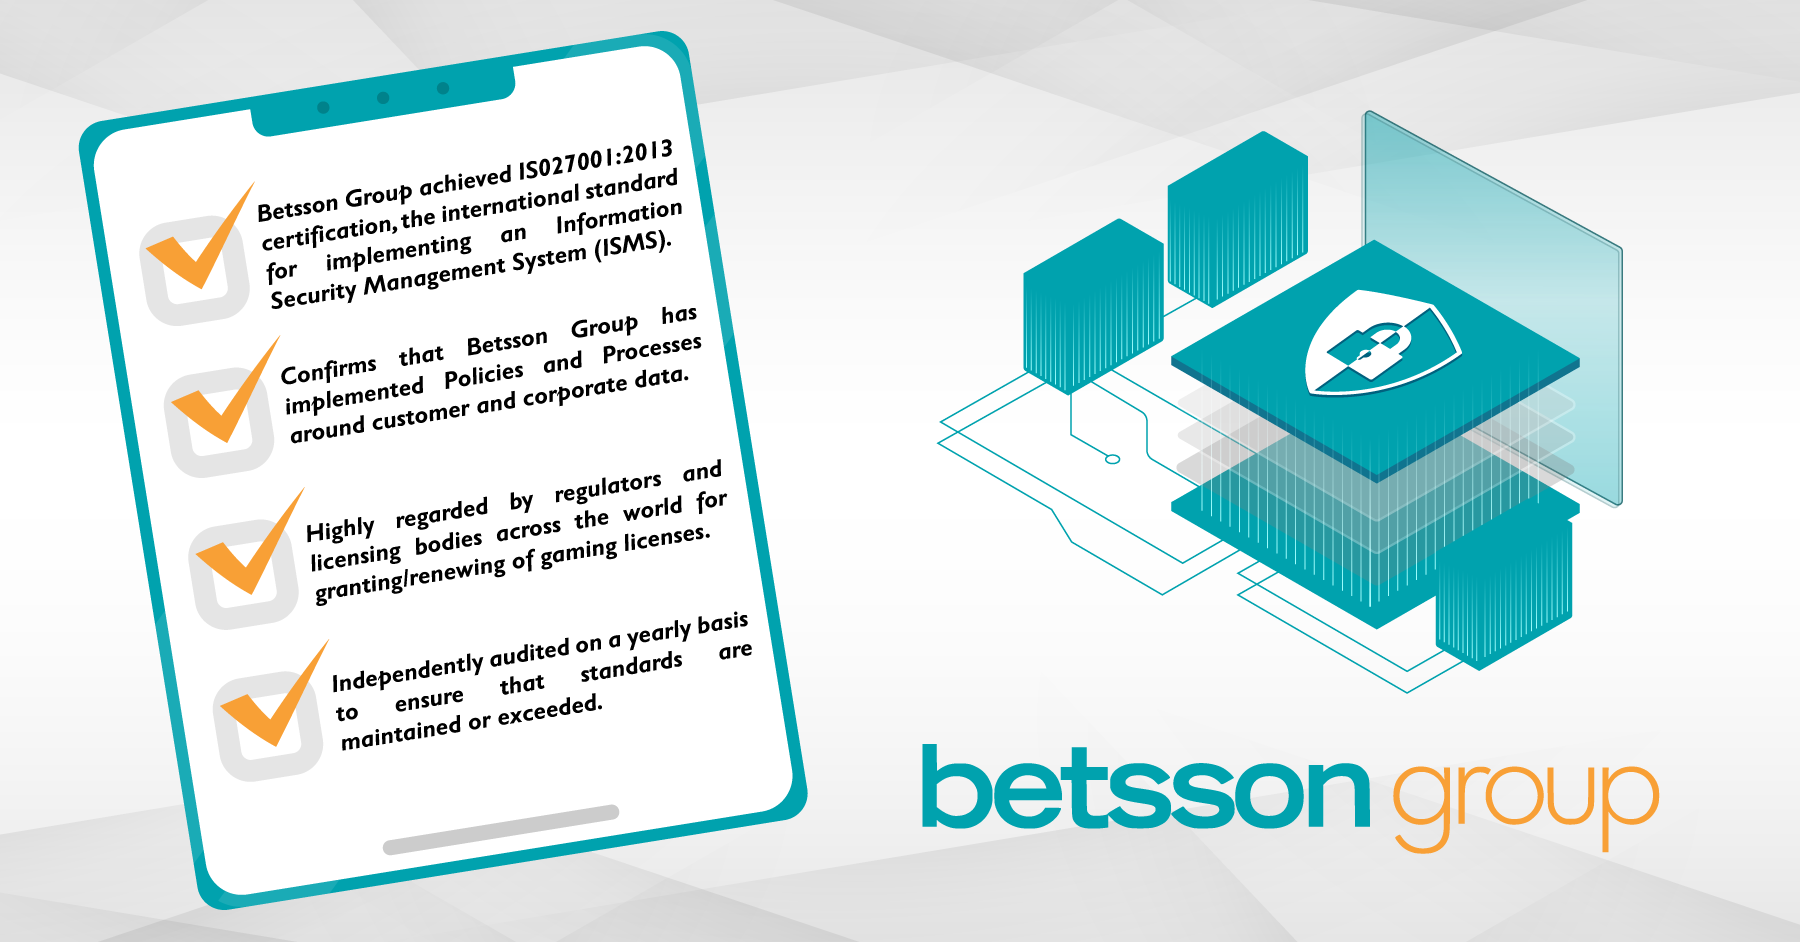 Betsson Group achieved IS027001:2013
certification, the international standard
for implementing an Information
Security Management System (ISMS).
Confirms that Betsson Group has
implemented Policies and Processes
around customer and corporate data.
Highly regarded by regulators and
licensing bodies across the world for
granting/renewing of gaming licenses.
Independently audited on a yearly basis
to ensure that standards are
maintained or exceeded.
betsson group